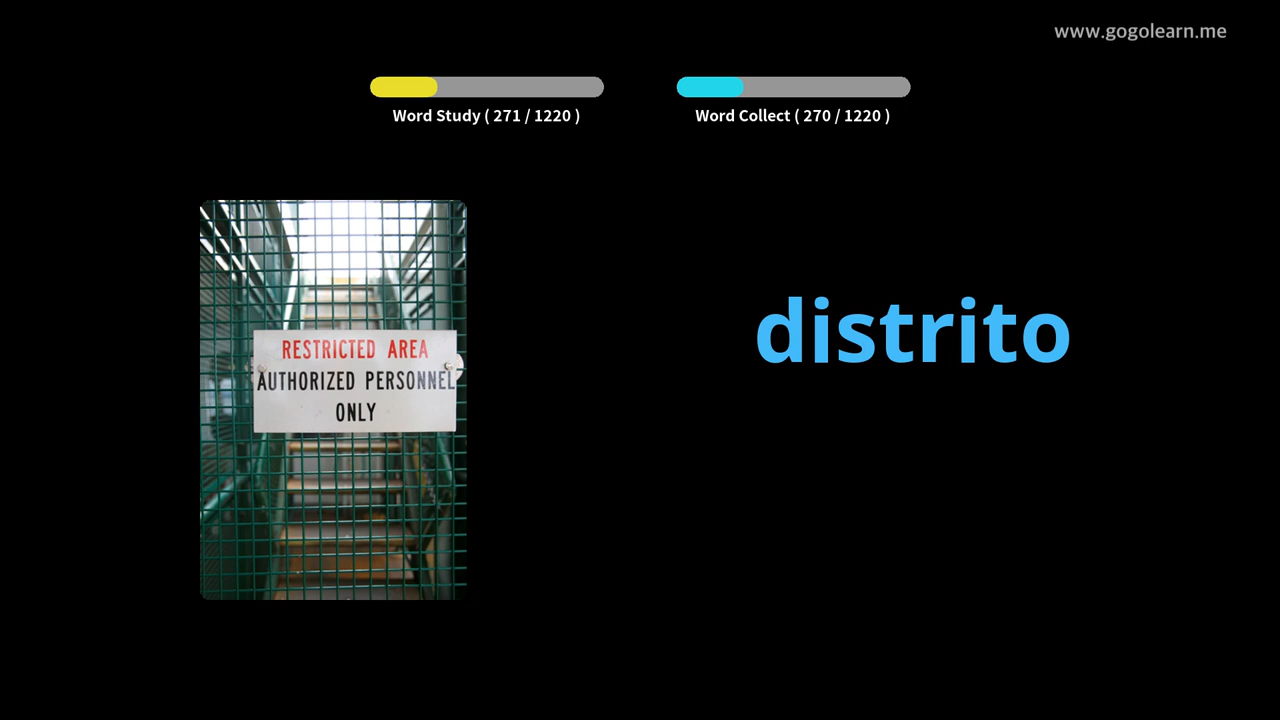 www.gogolearn.me
Word Study ( 271 / 1220 )
Word Collect ( 270 / 1220 )
RESTRICTED AREA
AUTHORIZED PERSONNEL
ONLY
distrito